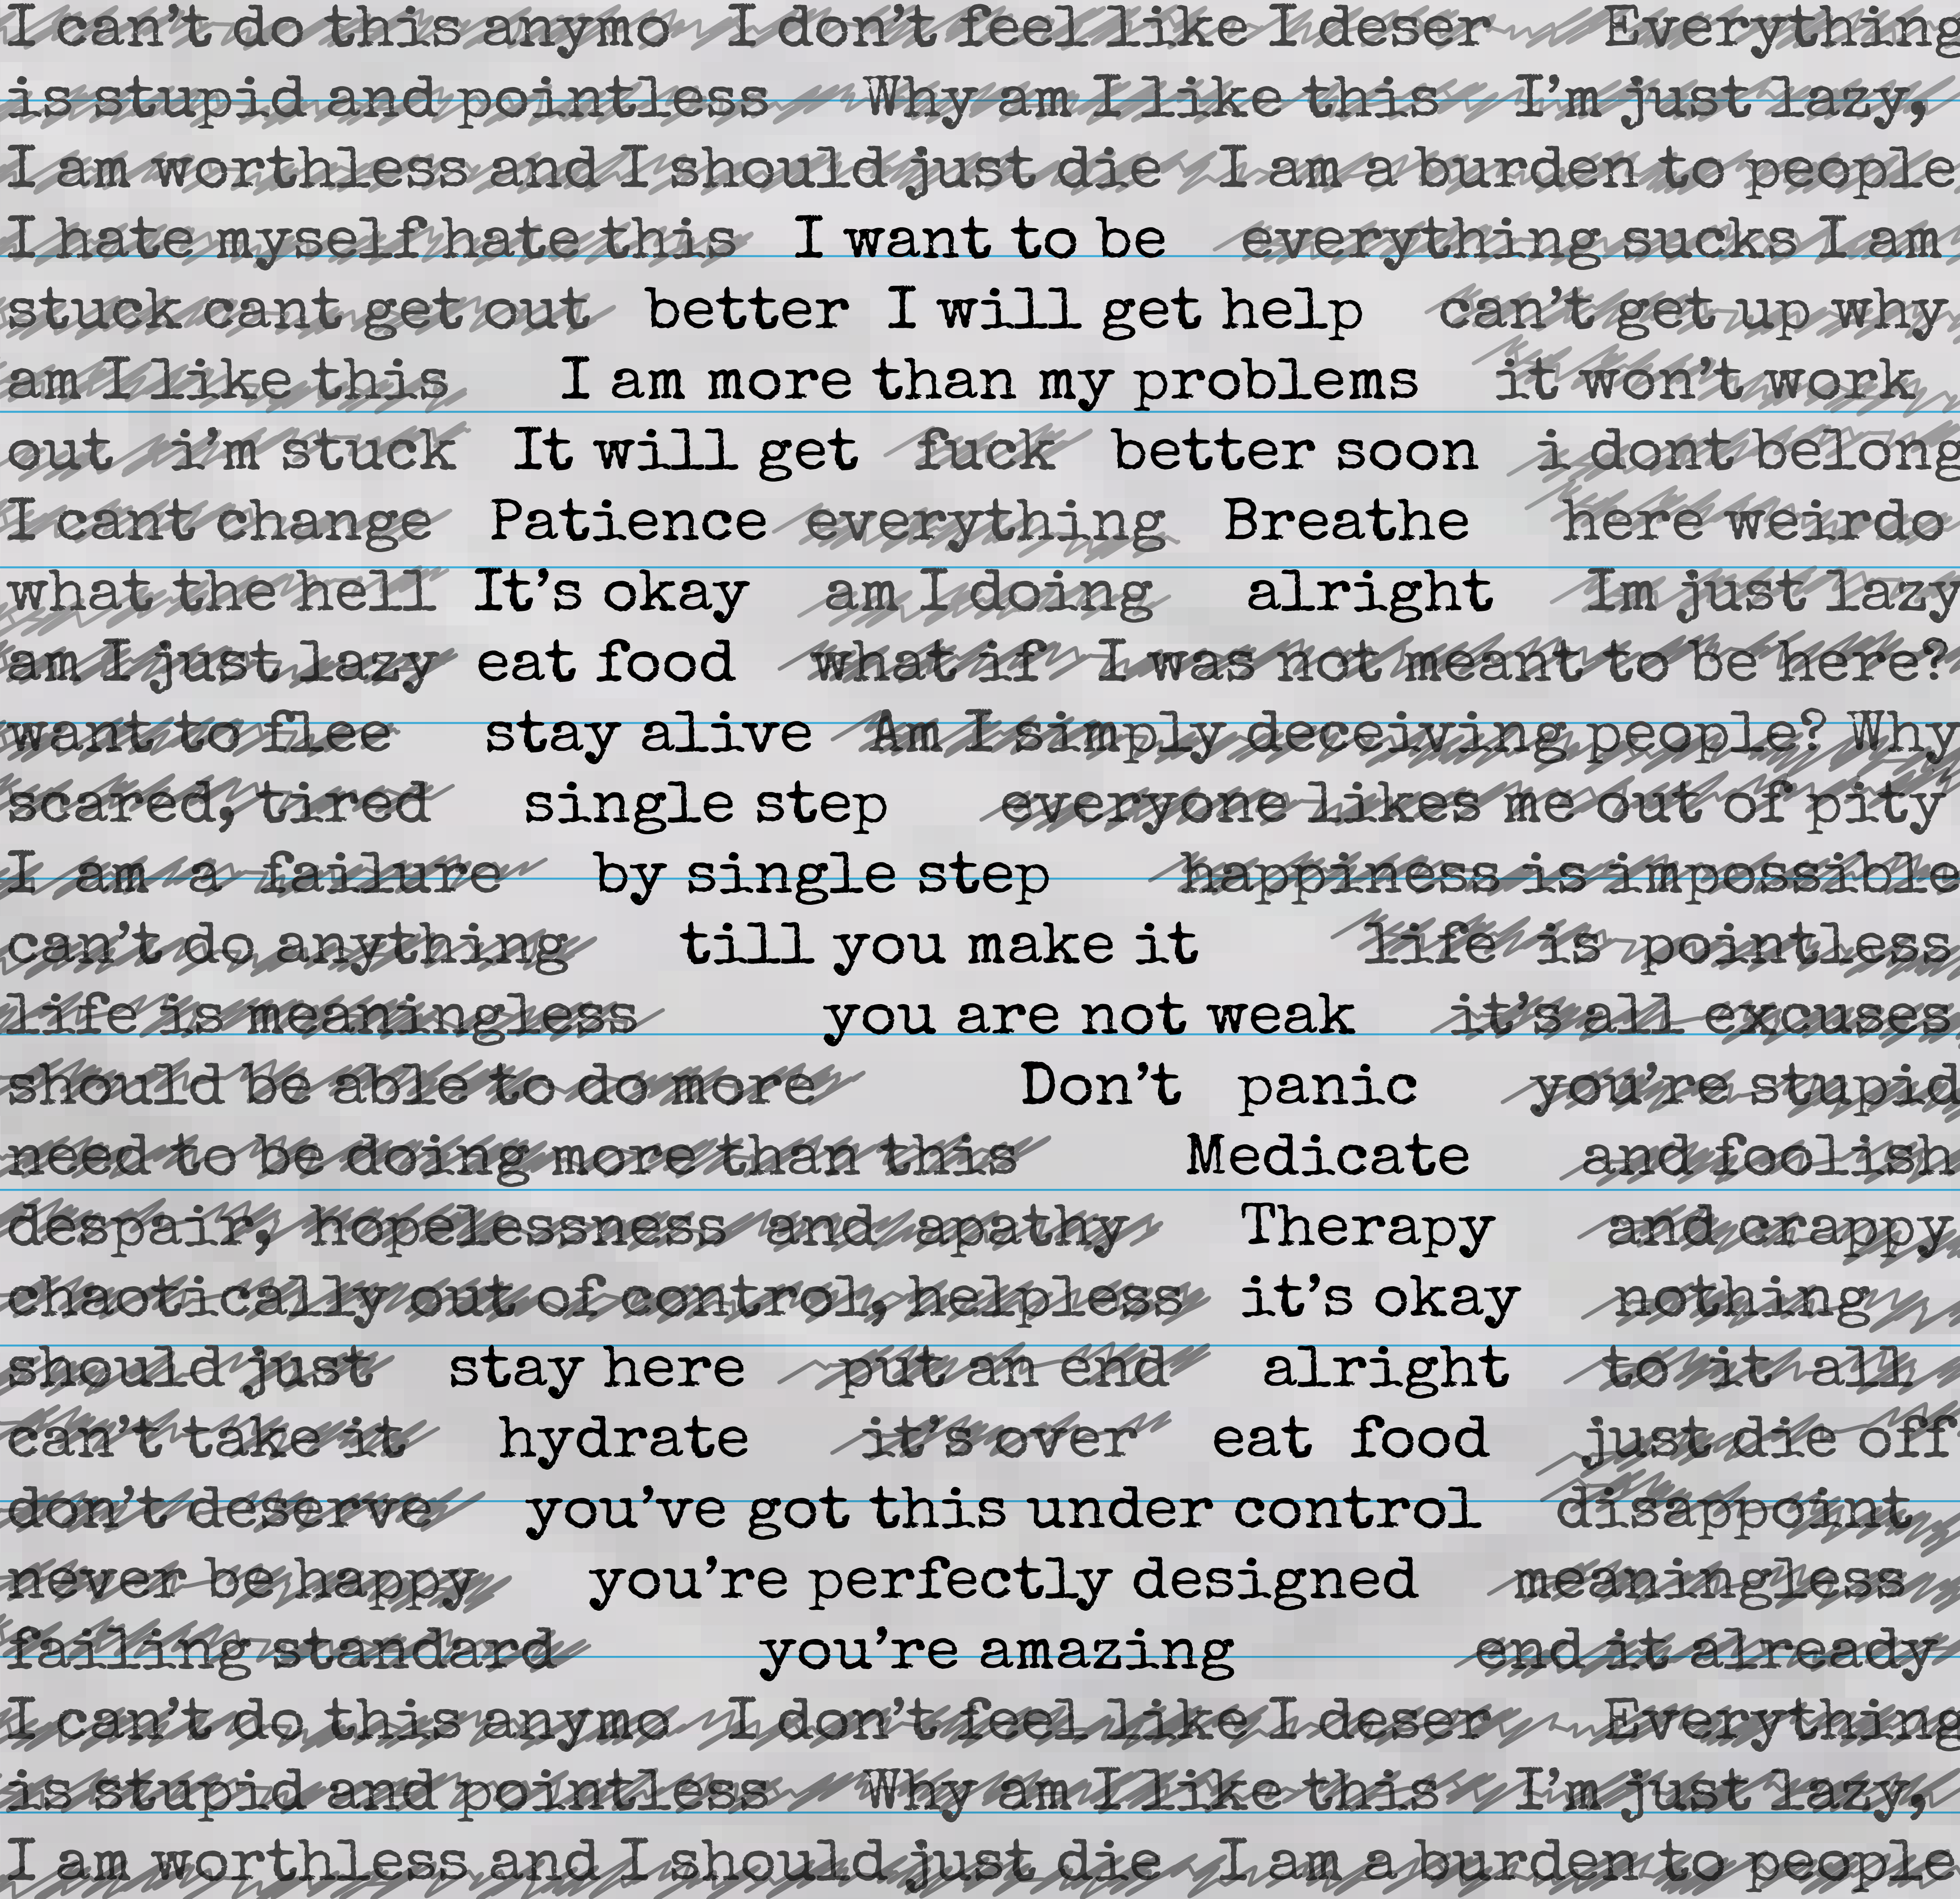 I can't do this anymo I don't feel like I deser Everything
is stupid and pointless Why am I like this I'm just lazy,
I am worthless and I should just die I am a burden to people
I hate myself hate this I want to be everything sucks I am
stuck cant get out better I will get help can't get up why
am I like this I am more than my problems it won't work
out i'm stuck It will get fuck better soon i dont belong
I cant change Patience everything Breathe here weirdo
what the hell It's okay am I doing alright Im just lazy
am I just lazy eat food what if I was not meant to be here?
want to flee stay alive Am I simply deceiving people? Why
scared, tired single step everyone likes me out of pity
I am a failure by single step happiness is impossible
can't do anything till you make it life is pointless
life is meaningless you are not weak it's all excuses
should be able to do more Don't panic you're stupid
need to be doing more than this Medicate and foolish
despair, hopelessness and apathy Therapy and crappy
chaotically out of control, helpless it's okay nothing
should just stay here put an end alright to it all
can't take it hydrate it's over eat food just die off
don't deserve you've got this under control disappoint
never be happy you're perfectly designed meaningless
failing standard you're amazing end it already
I can't do this anymo I don't feel like I deser Everything
is stupid and pointless Why am I like this I'm just lazy,
I am worthless and I should just die I am a burden to people